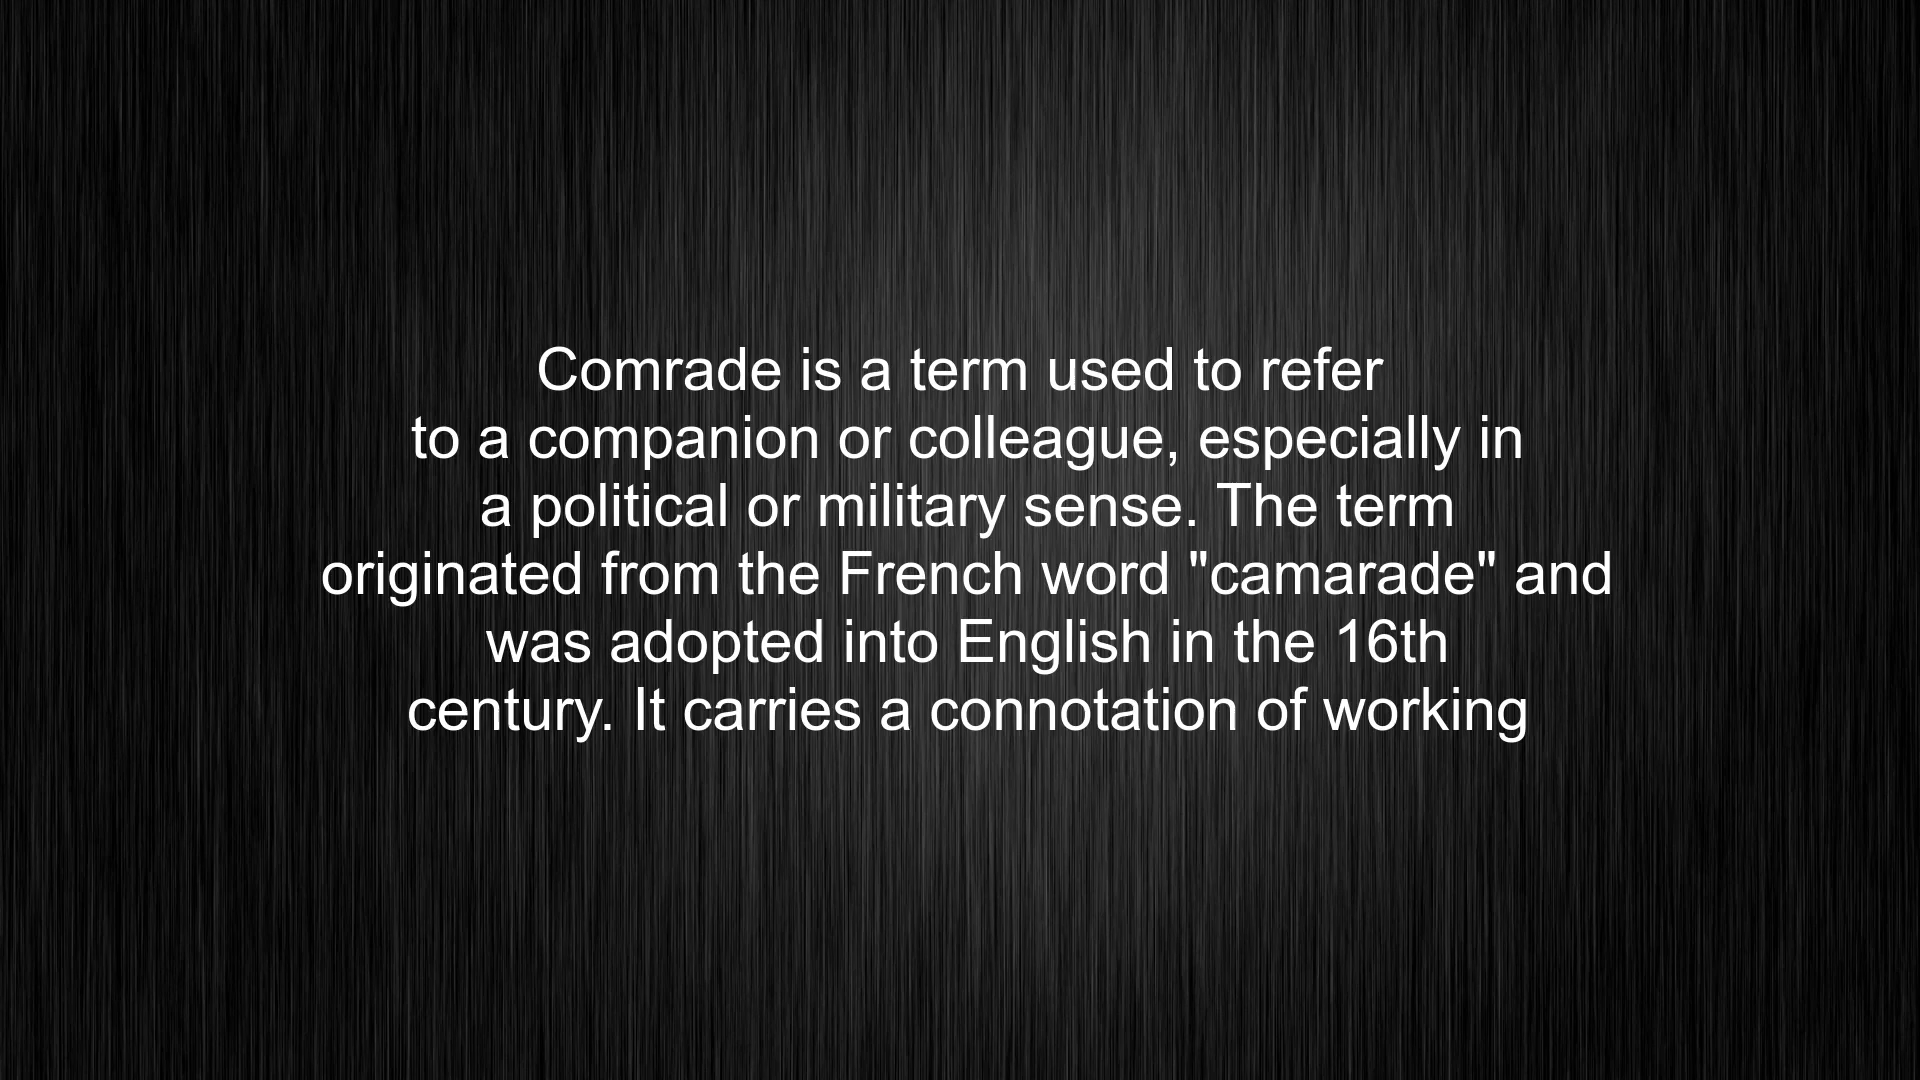 Comrade is a term used to refer
to a companion or colleague, especially in
a political or military sense. The term
originated from the French word "camarade" and
was adopted into English in the 16th
century. It carries a connotation of working